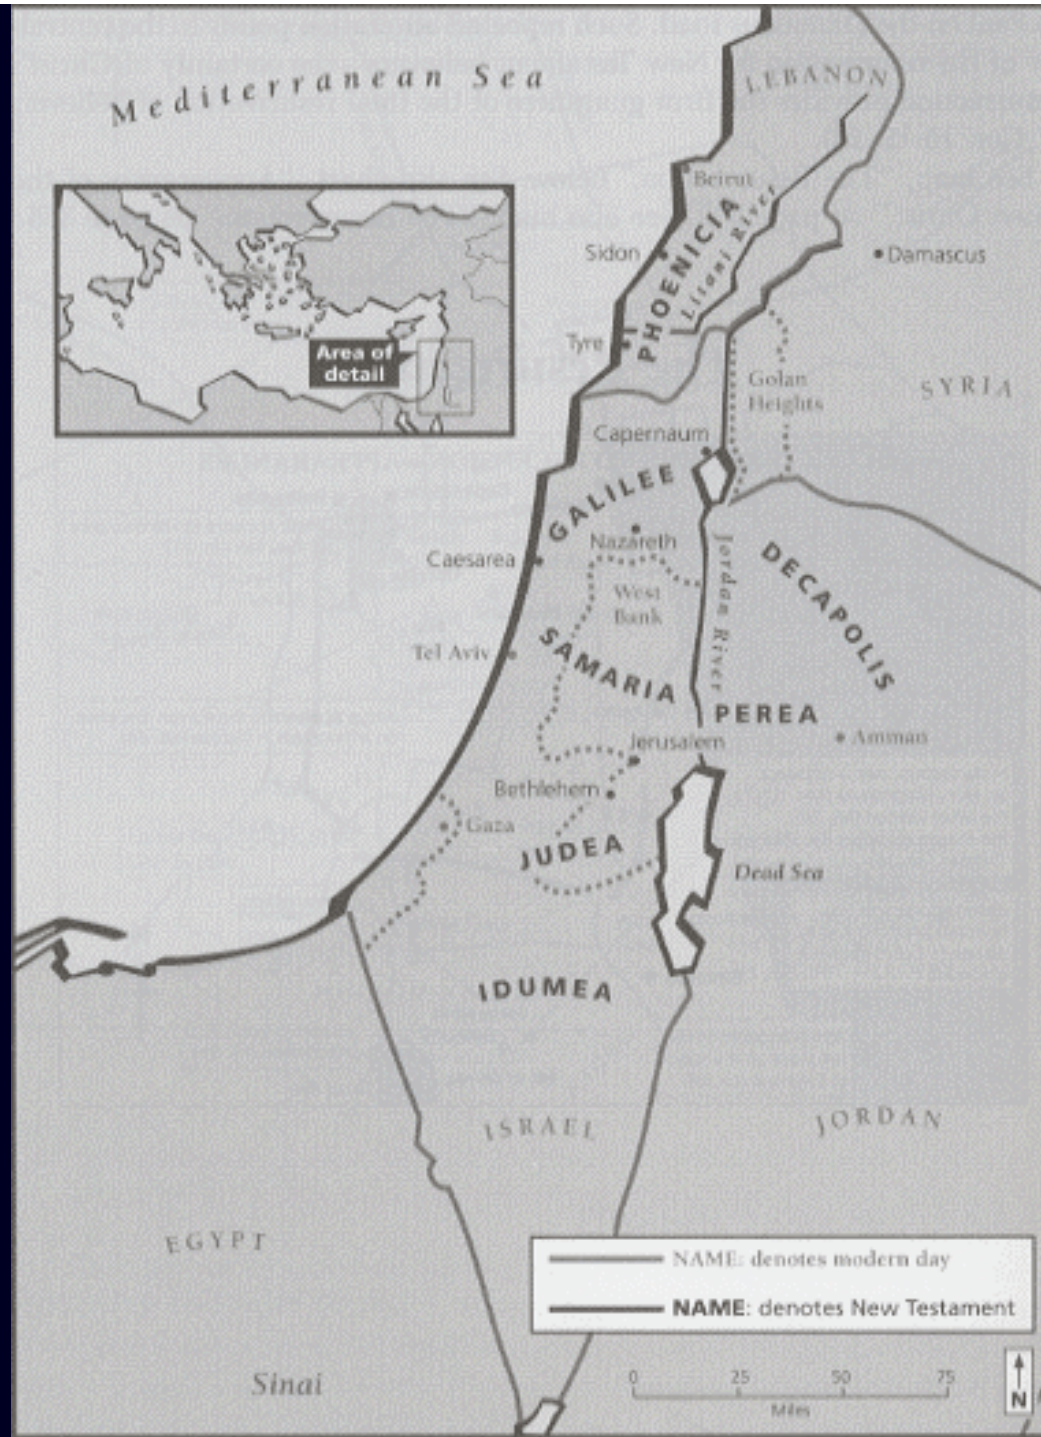 Mediterranean Sea
LEBANON
Beirut
Sidon
PHOENICIA
Litani River
Damascus
Area of
detail
Tyre
Golan
Heights
SYRIA
Capernaum
GALILEE
Nazareth
Caesarea
West
Bank
Jordan River
DECAPOLIS
Tel Aviv
SAMARIA
PEREA
Amman
Jerusalem
Bethlehem
Gaza
JUDEA
Dead Sea
IDUMEA
ISRAEL
JORDAN
EGYPT
NAME: denotes modern day
NAME: denotes New Testament
Sinai
0 25 50 75
Miles
N